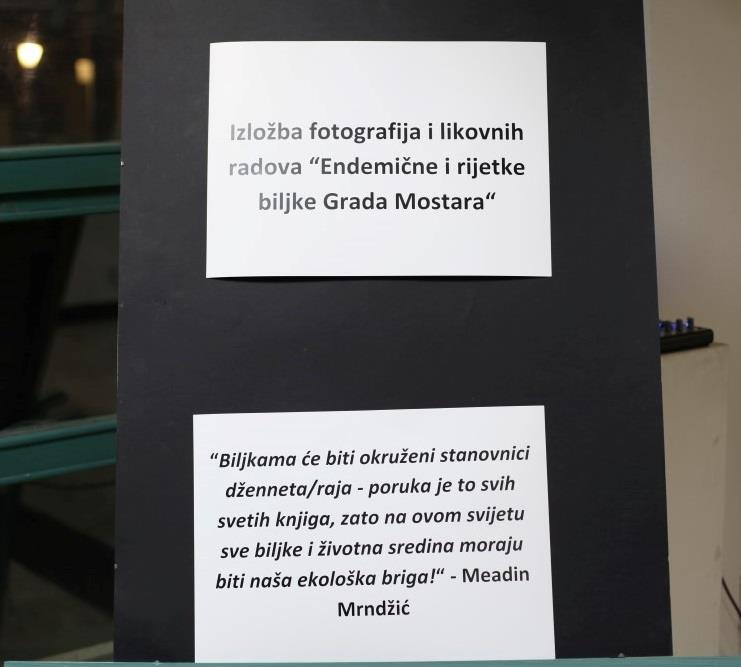 Izložba fotografija i likovnih
radova “Endemične i rijetke
biljke Grada Mostara“
“Biljkama će biti okruženi stanovnici
dženneta/raja - poruka je to svih
svetih knjiga, zato na ovom svijetu
sve biljke i životna sredina moraju
biti naša ekološka briga!“ - Meadin
Mrndžić